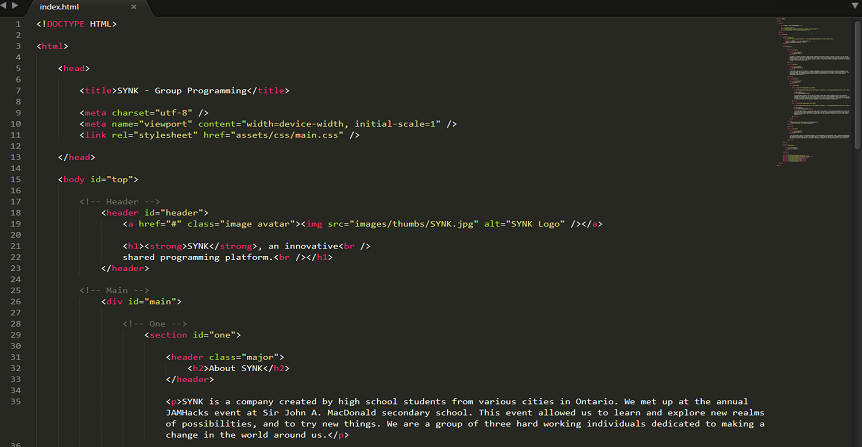 index.html ×
1 <!DOCTYPE HTML>
2
3 <html>
4
5 <head>
6
7 <title>SYNK - Group Programming</title>
8
9 <meta charset="utf-8" />
10 <meta name="viewport" content="width=device-width, initial-scale=1" />
11 <link rel="stylesheet" href="assets/css/main.css" />
12
13 </head>
14
15 <body id="top">
16
17 <!-- Header -->
18 <header id="header">
19 <a href="#" class="image avatar"><img src="images/thumbs/SYNK.jpg" alt="SYNK Logo" /></a>
20
21 <h1><strong>SYNK</strong>, an innovative<br />
22 shared programming platform.<br /></h1>
23 </header>
24
25 <!-- Main -->
26 <div id="main">
27
28 <!-- One -->
29 <section id="one">
30
31 <header class="major">
32 <h2>About SYNK</h2>
33 </header>
34
35 <p>SYNK is a company created by high school students from various cities in Ontario. We met up at the annual
JAMHacks event at Sir John A. MacDonald secondary school. This event allowed us to learn and explore new realms
of possibilities, and to try new things. We are a group of three hard working individuals dedicated to making a
change in the world around us.</p>
36